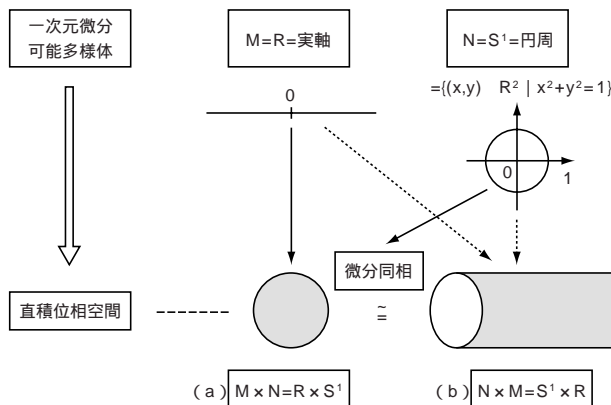 一次元微分
可能多様体
M=R=実軸
N=S¹=円周
={(x,y) R² | x²+y²=1}
0
0
1
微分同相
直積位相空間
≅
(a) M×N=R×S¹
(b) N×M=S¹×R